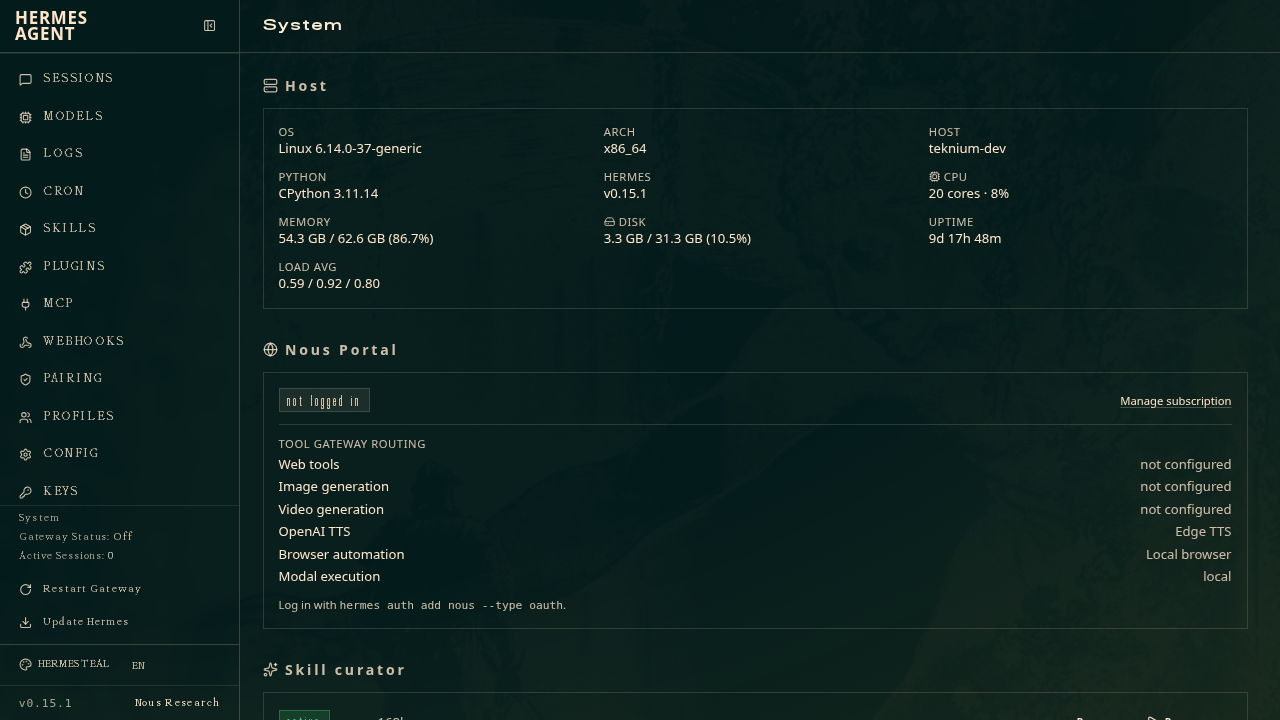 HERMES
AGENT
System
SESSIONS
MODELS
LOGS
CRON
SKILLS
PLUGINS
MCP
WEBHOOKS
PAIRING
PROFILES
CONFIG
KEYS
System
Gateway Status: Off
Active Sessions: 0
Restart Gateway
Update Hermes
HERMES TEAL EN
v0.15.1 Nous Research
Host
OS ARCH HOST
Linux 6.14.0-37-generic x86_64 teknium-dev
PYTHON HERMES CPU
CPython 3.11.14 v0.15.1 20 cores · 8%
MEMORY DISK UPTIME
54.3 GB / 62.6 GB (86.7%) 3.3 GB / 31.3 GB (10.5%) 9d 17h 48m
LOAD AVG
0.59 / 0.92 / 0.80
Nous Portal
not logged in Manage subscription
TOOL GATEWAY ROUTING
Web tools not configured
Image generation not configured
Video generation not configured
OpenAI TTS Edge TTS
Browser automation Local browser
Modal execution local
Log in with hermes auth add nous --type oauth.
Skill curator